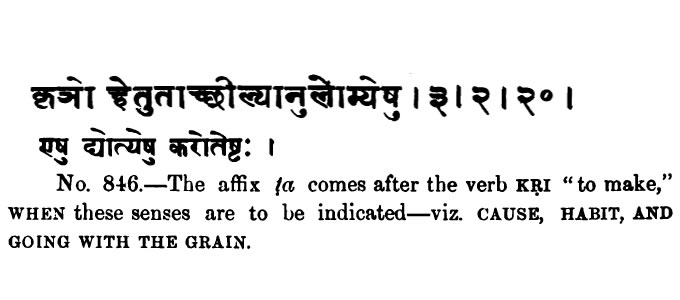 कृञो हेतुताच्छील्यानुलोम्येषु । ३ । २ । २० ।
एषु द्योत्येषु करोतेष्टः ।
No. 846.—The affix ṭa comes after the verb KṚI “to make,”
WHEN these senses are to be indicated—viz. CAUSE, HABIT, AND
GOING WITH THE GRAIN.